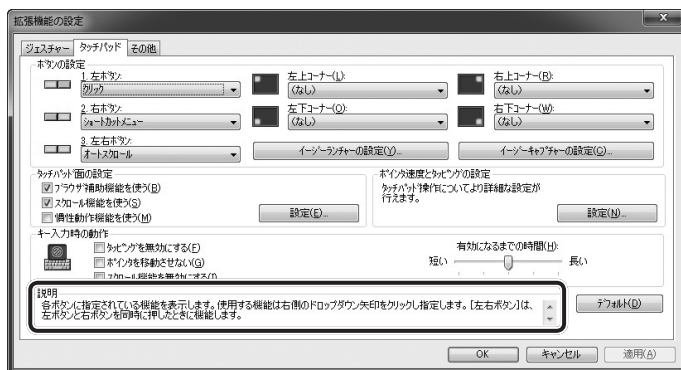 拡張機能の設定
ジェスチャー タッチパッド その他
ボタンの設定
1. 左ボタン: 左上コーナー(L): 右上コーナー(R):
クリック (なし) (なし)
2. 右ボタン: 左下コーナー(O): 右下コーナー(W):
ショートカットメニュー (なし) (なし)
3. 左右ボタン:
オートスクロール イージーランチャーの設定(Y)... イージーキャプチャーの設定(C)...
タッチパッド面の設定 ポインタ速度とタッピングの設定
ブラウザ補助機能を使う(B) タッチパッド操作についてより詳細な設定が
スクロール機能を使う(S) 行えます。
慣性動作機能を使う(M) 設定(E)... 設定(N)...
キー入力時の動作
タッピングを無効にする(F) 有効になるまでの時間(H):
ポインタを移動させない(G) 短い 長い
スクロール機能を無効にする(I)
説明
各ボタンに指定されている機能を表示します。使用する機能は右側のドロップダウン矢印をクリックし指定します。[左右ボタン]は、
左ボタンと右ボタンを同時に押したときに機能します。
デフォルト(D)
OK キャンセル 適用(A)